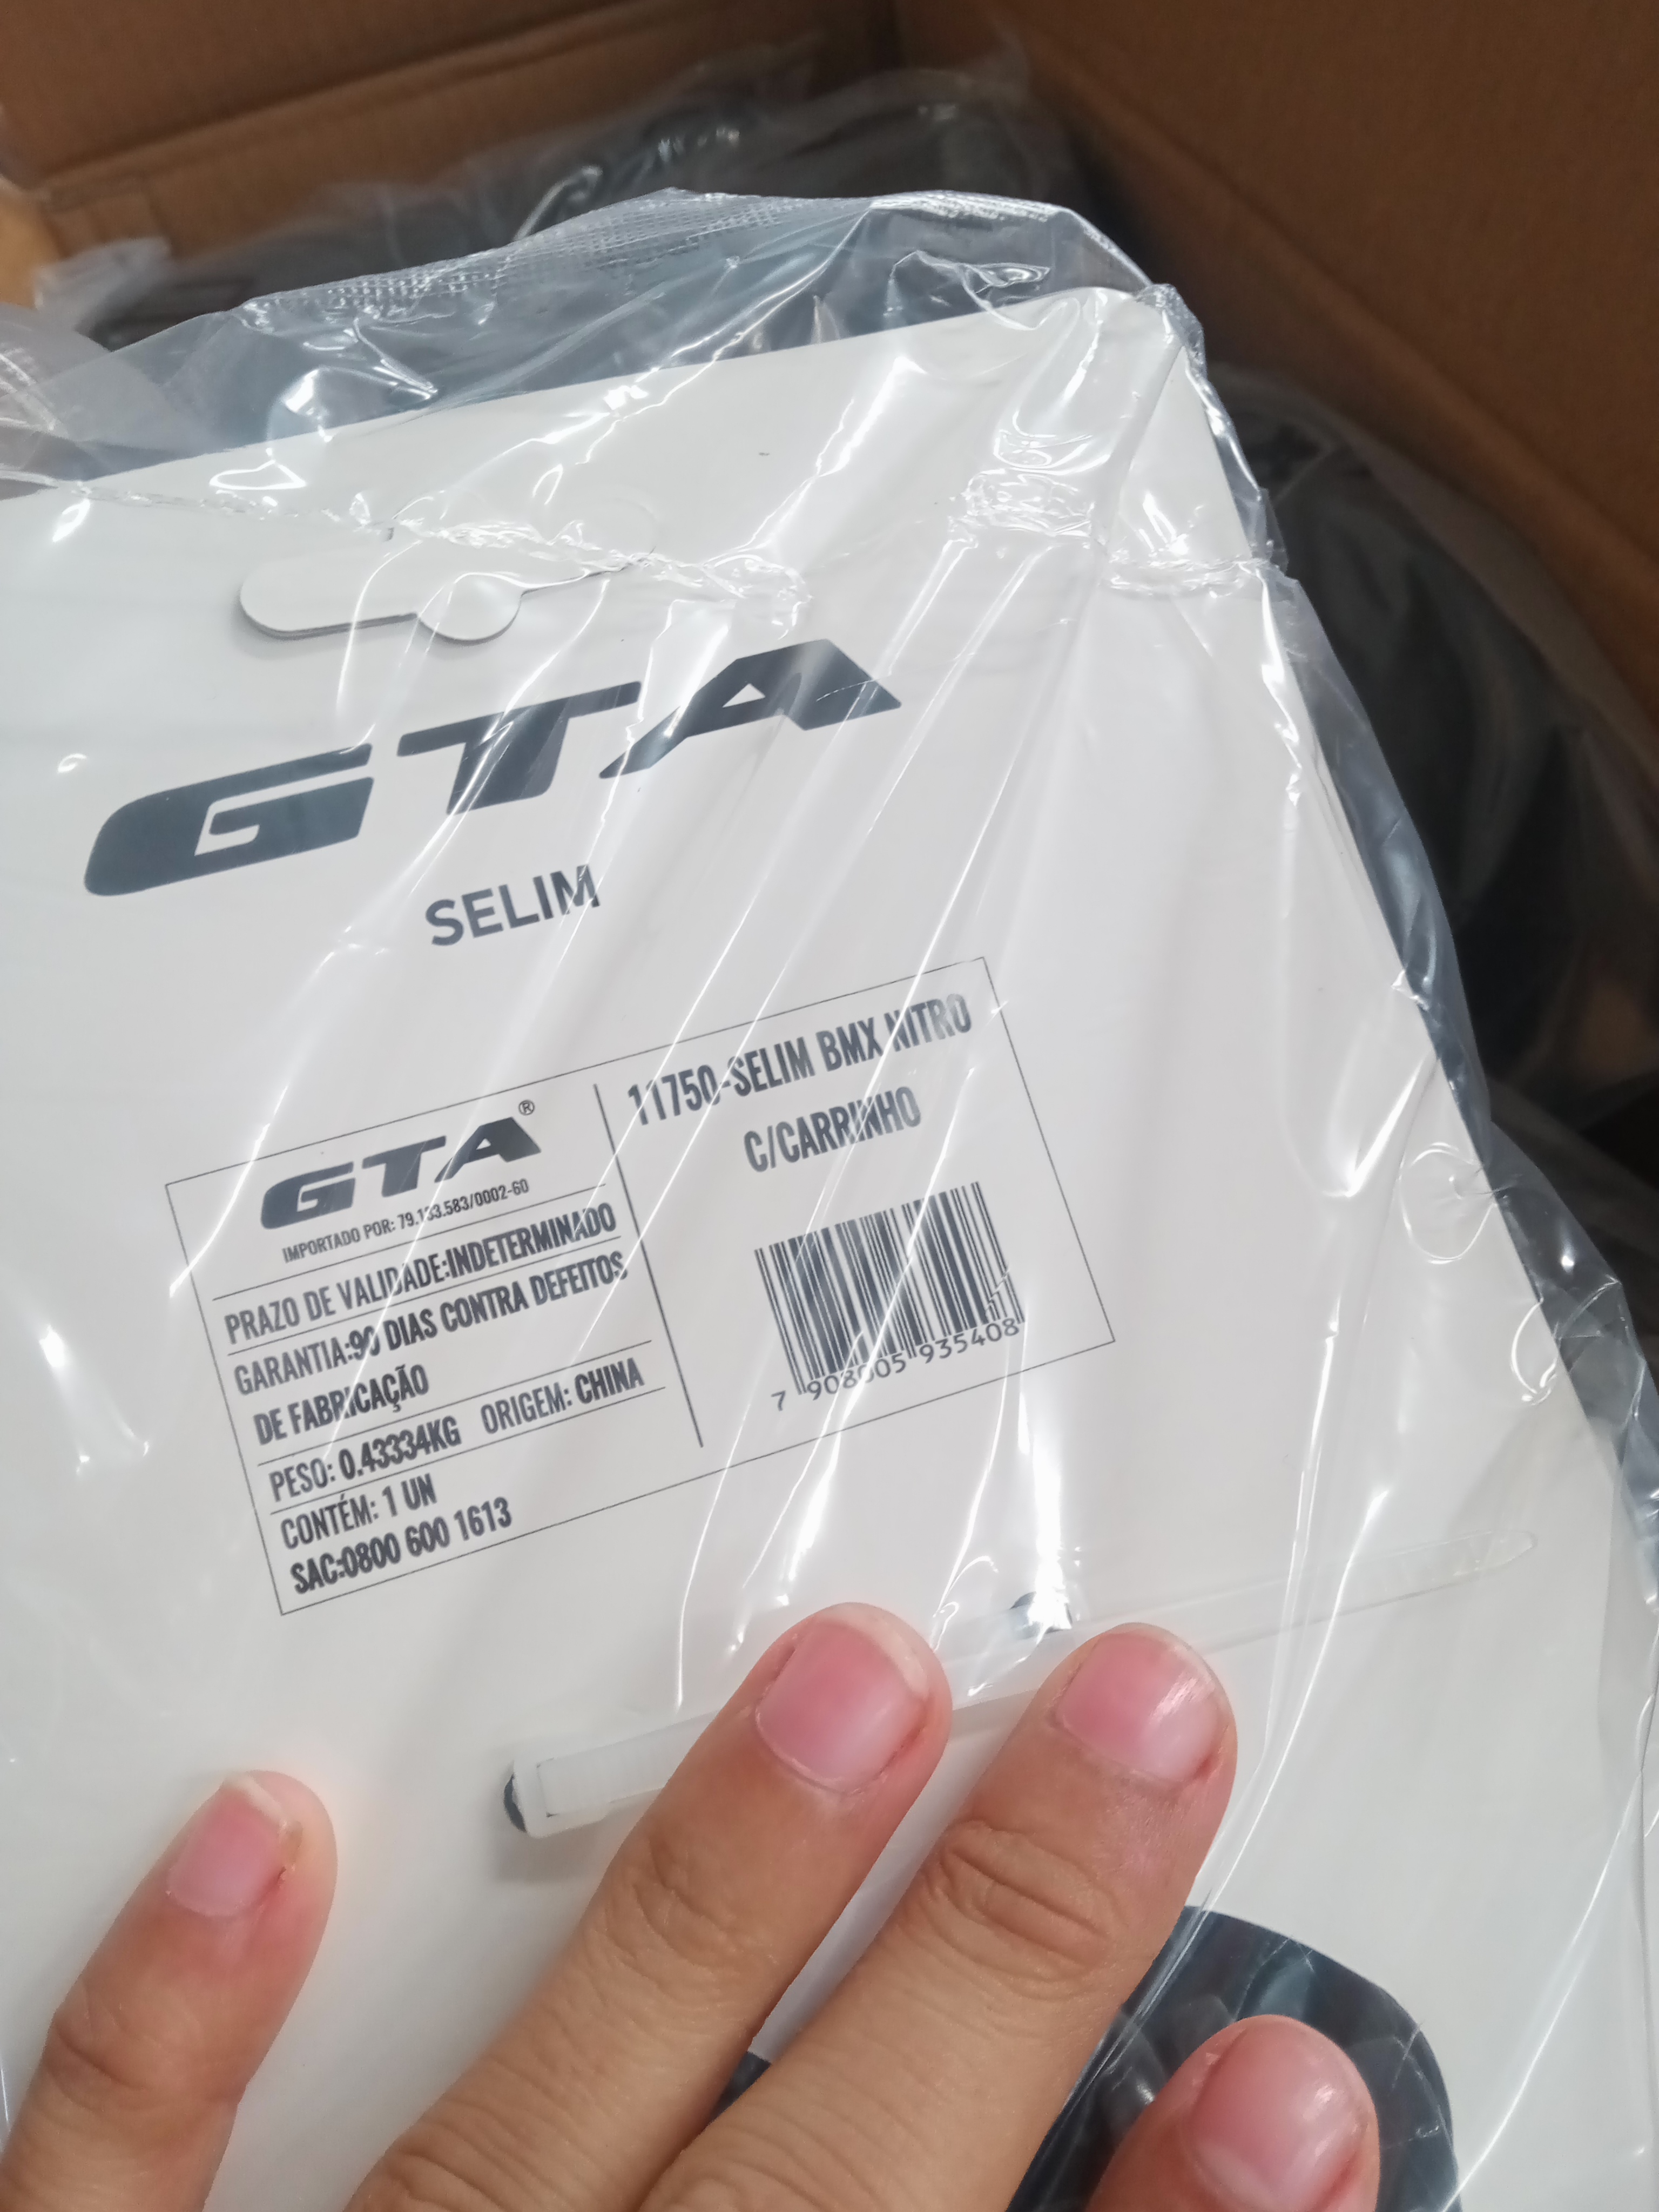 GTA
SELIM
GTA®
IMPORTADO POR: 79.133.583/0002-60
PRAZO DE VALIDADE:INDETERMINADO
GARANTIA:90 DIAS CONTRA DEFEITOS
DE FABRICAÇÃO
PESO: 0.43334KG ORIGEM: CHINA
CONTÉM: 1 UN
SAC:0800 600 1613
11750-SELIM BMX NITRO
C/CARRINHO
7 908005 935408